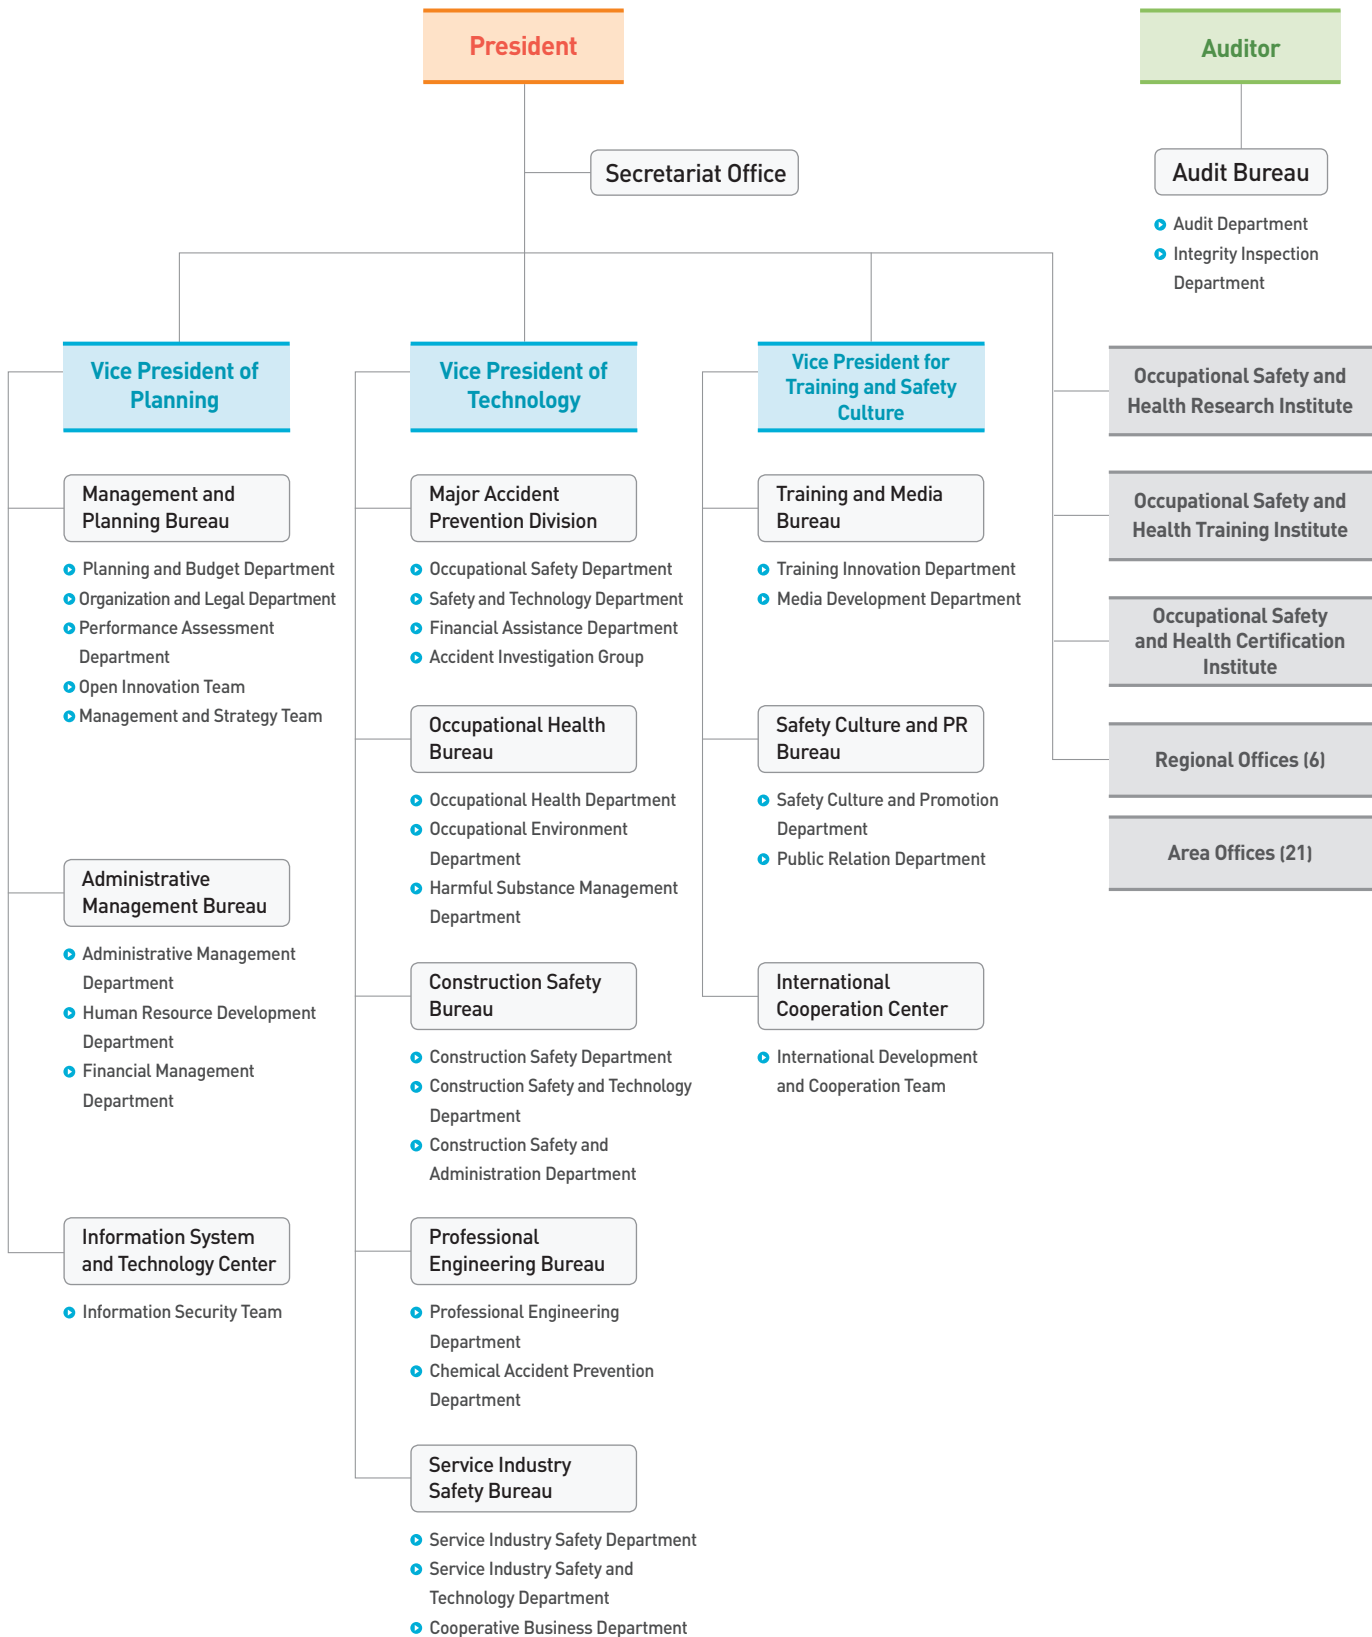 President
Auditor
Secretariat Office
Audit Bureau
Audit Department
Integrity Inspection
Department
Vice President of
Planning
Management and
Planning Bureau
Planning and Budget Department
Organization and Legal Department
Performance Assessment
Department
Open Innovation Team
Management and Strategy Team
Administrative
Management Bureau
Administrative Management
Department
Human Resource Development
Department
Financial Management
Department
Information System
and Technology Center
Information Security Team
Vice President of
Technology
Major Accident
Prevention Division
Occupational Safety Department
Safety and Technology Department
Financial Assistance Department
Accident Investigation Group
Occupational Health
Bureau
Occupational Health Department
Occupational Environment
Department
Harmful Substance Management
Department
Construction Safety
Bureau
Construction Safety Department
Construction Safety and Technology
Department
Construction Safety and
Administration Department
Professional
Engineering Bureau
Professional Engineering
Department
Chemical Accident Prevention
Department
Service Industry
Safety Bureau
Service Industry Safety Department
Service Industry Safety and
Technology Department
Cooperative Business Department
Vice President for
Training and Safety
Culture
Training and Media
Bureau
Training Innovation Department
Media Development Department
Safety Culture and PR
Bureau
Safety Culture and Promotion
Department
Public Relation Department
International
Cooperation Center
International Development
and Cooperation Team
Occupational Safety and
Health Research Institute
Occupational Safety and
Health Training Institute
Occupational Safety
and Health Certification
Institute
Regional Offices (6)
Area Offices (21)